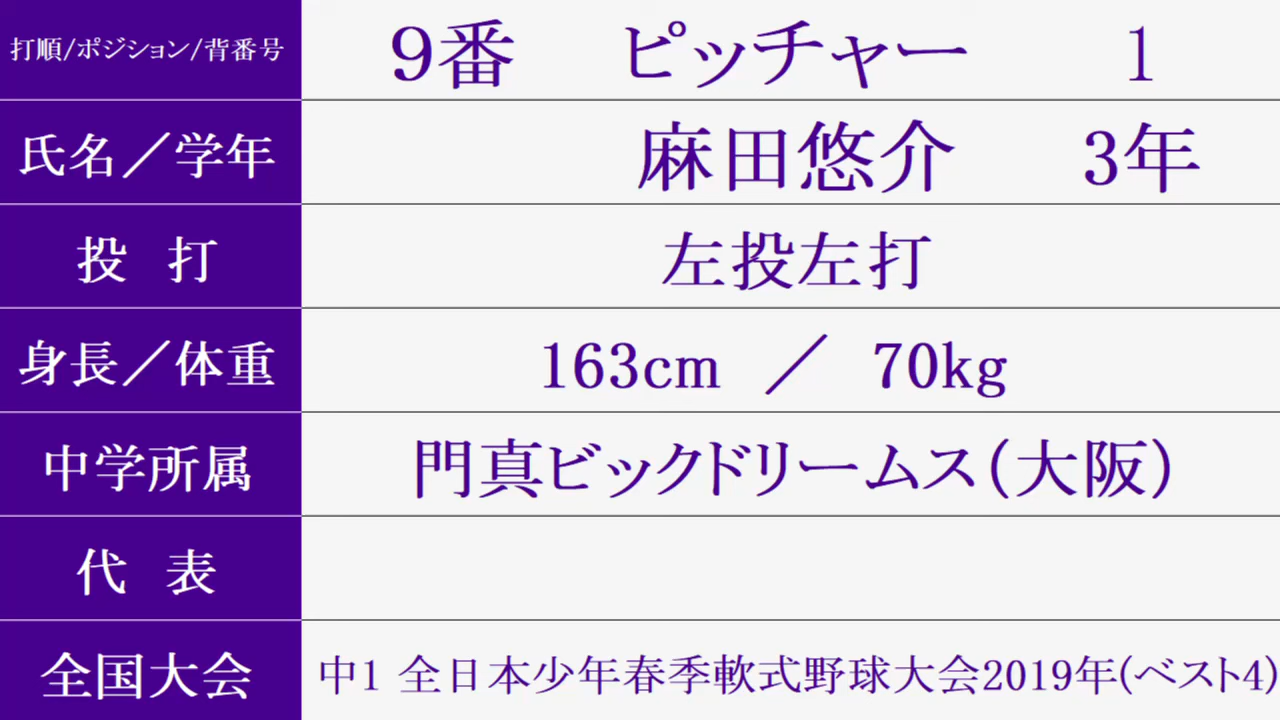 打順/ポジション/背番号 9番 ピッチャー 1
氏名／学年 麻田悠介 3年
投 打 左投左打
身長／体重 163cm ／ 70kg
中学所属 門真ビックドリームス(大阪)
代 表
全国大会 中1 全日本少年春季軟式野球大会2019年(ベスト4)